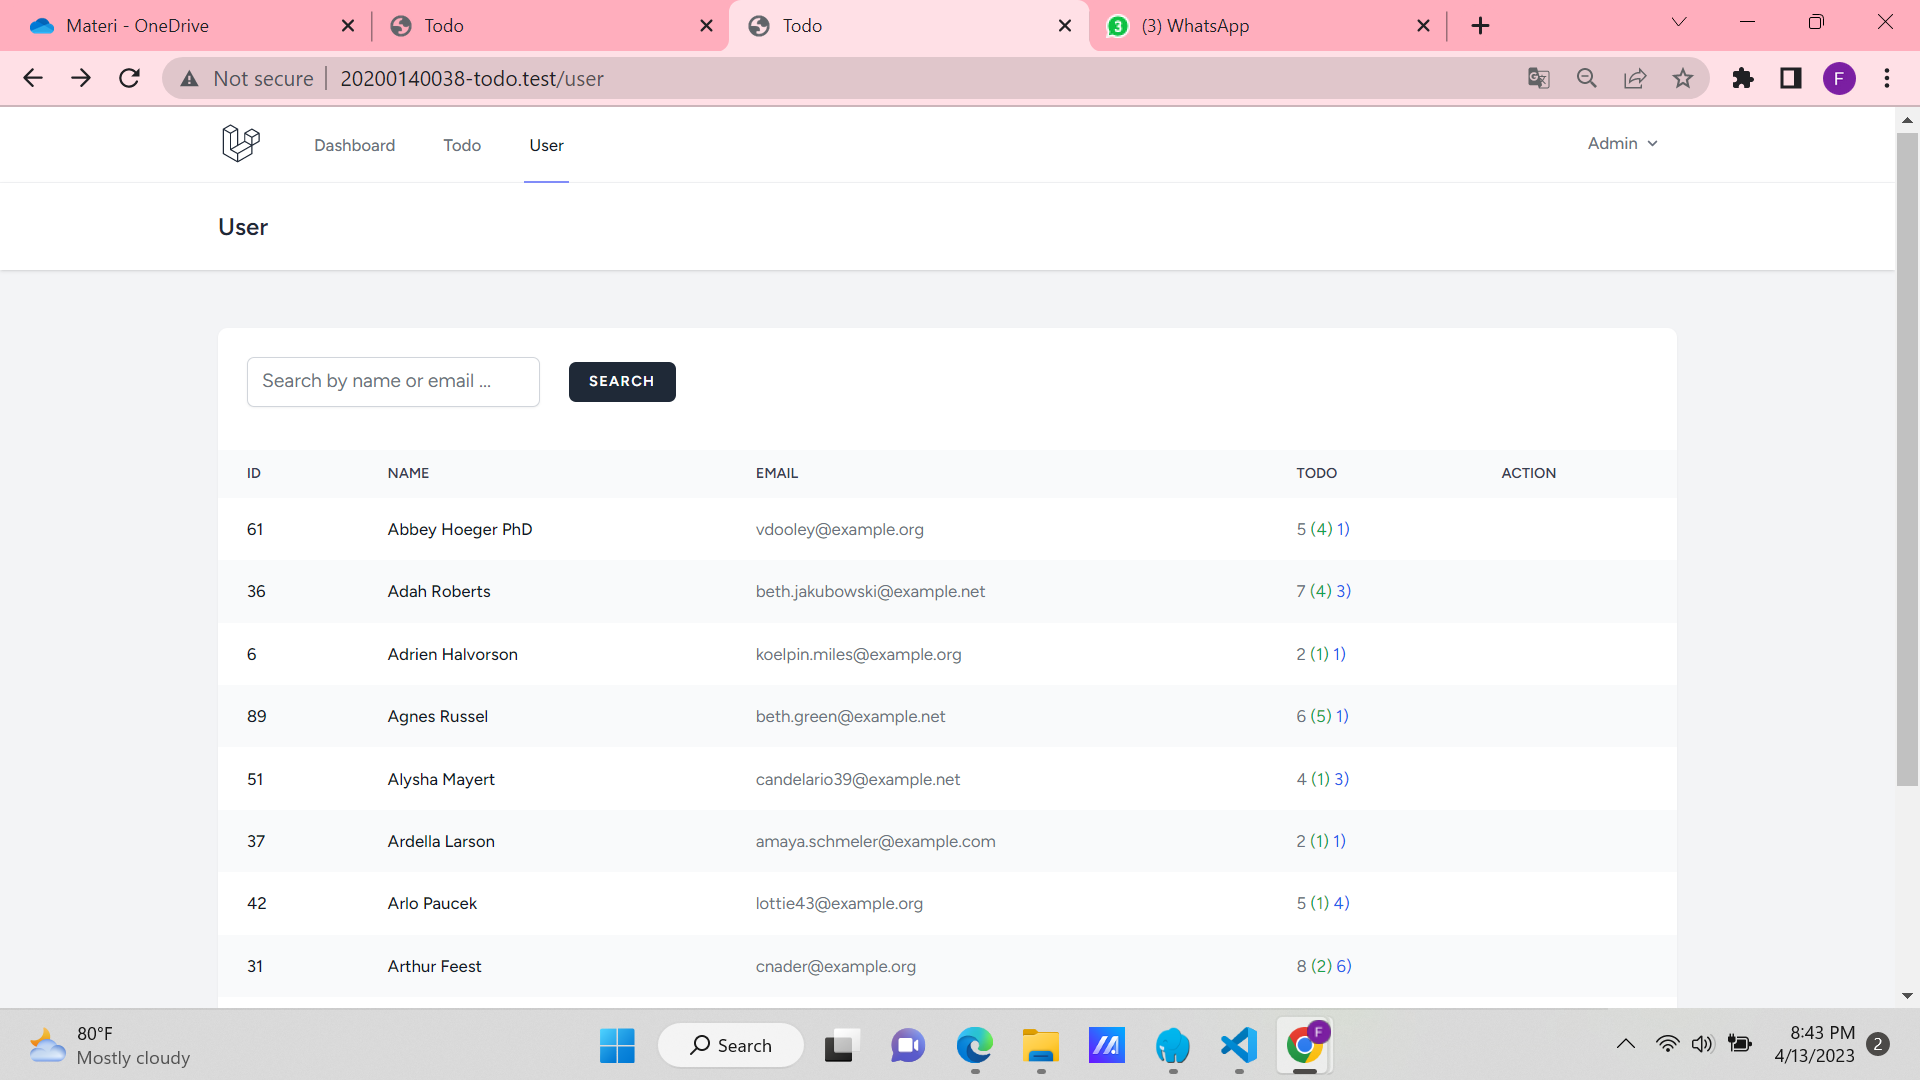 Materi - OneDrive
Todo
Todo
(3) WhatsApp
Not secure
20200140038-todo.test/user
F
Dashboard
Todo
User
Admin
User
Search by name or email ...
SEARCH
ID NAME EMAIL TODO ACTION
61 Abbey Hoeger PhD vdooley@example.org 5 (4) 1)
36 Adah Roberts beth.jakubowski@example.net 7 (4) 3)
6 Adrien Halvorson koelpin.miles@example.org 2 (1) 1)
89 Agnes Russel beth.green@example.net 6 (5) 1)
51 Alysha Mayert candelario39@example.net 4 (1) 3)
37 Ardella Larson amaya.schmeler@example.com 2 (1) 1)
42 Arlo Paucek lottie43@example.org 5 (1) 4)
31 Arthur Feest cnader@example.org 8 (2) 6)
80°F
Mostly cloudy
Search
F
8:43 PM
4/13/2023
2